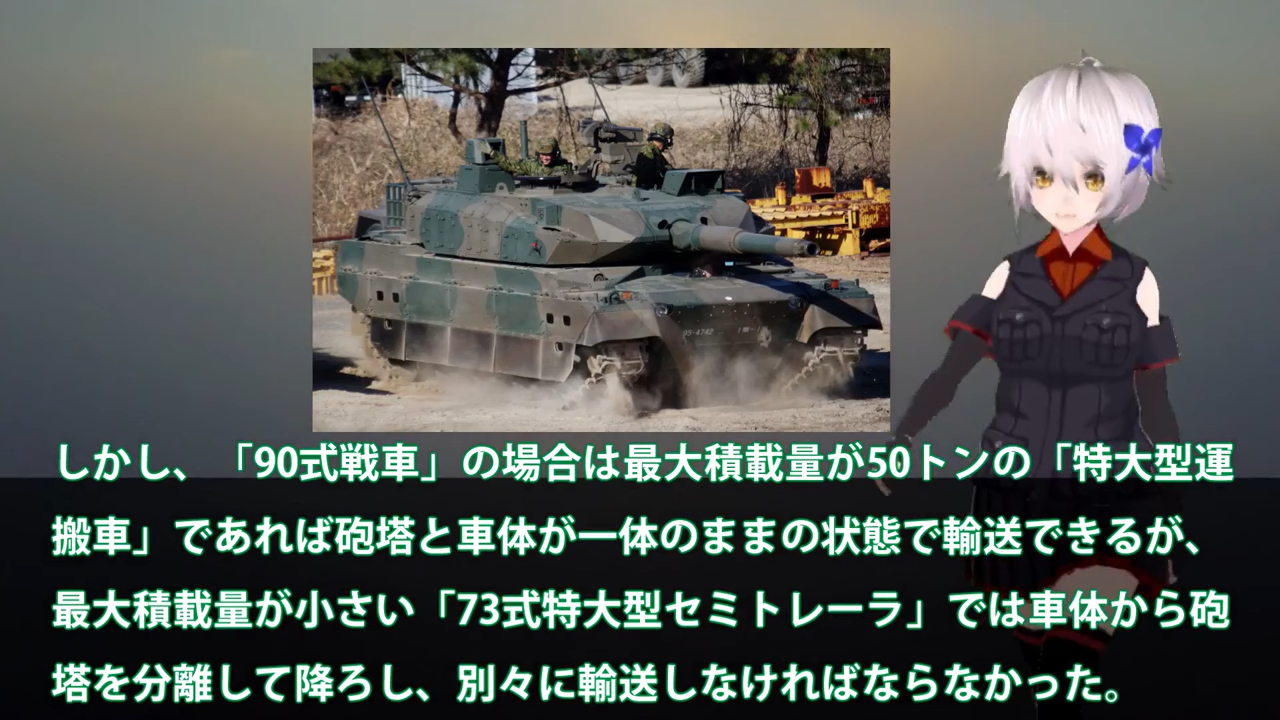 95-4742
しかし、「90式戦車」の場合は最大積載量が50トンの「特大型運
搬車」であれば砲塔と車体が一体のままの状態で輸送できるが、
最大積載量が小さい「73式特大型セミトレーラ」では車体から砲
塔を分離して降ろし、別々に輸送しなければならなかった。